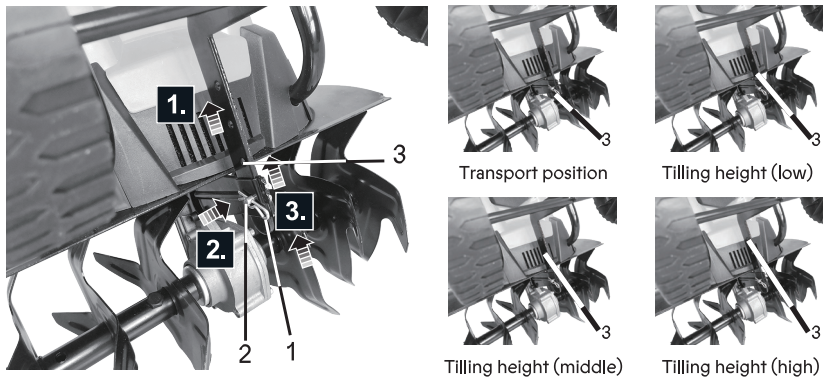 1.
3
2.
3.
2
1
3
Transport position
3
Tilling height (low)
3
Tilling height (middle)
3
Tilling height (high)